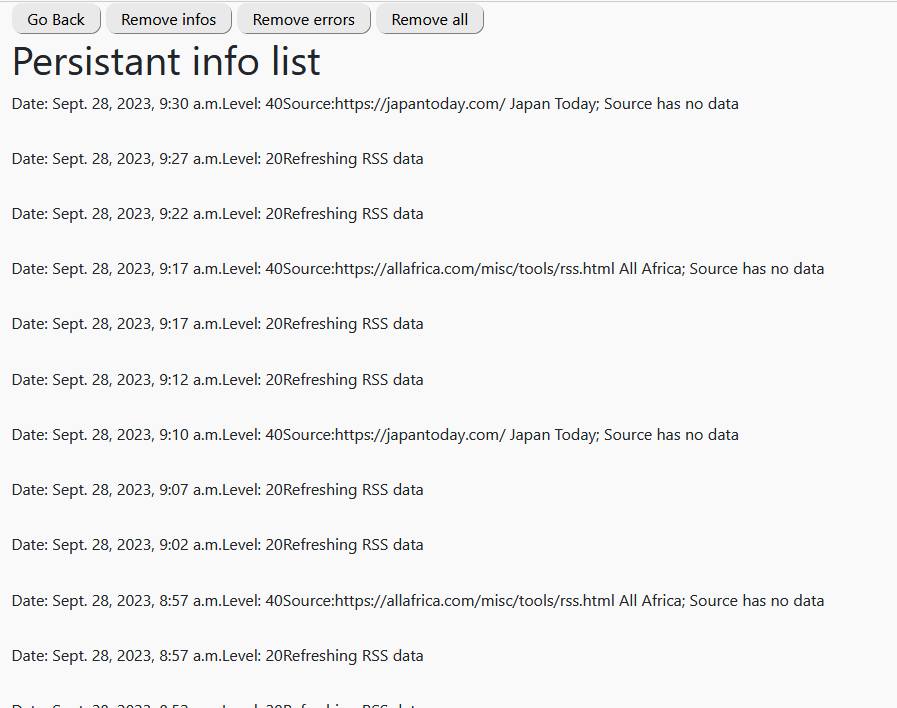 Go Back Remove infos Remove errors Remove all
Persistant info list
Date: Sept. 28, 2023, 9:30 a.m.Level: 40Source:https://japantoday.com/ Japan Today; Source has no data
Date: Sept. 28, 2023, 9:27 a.m.Level: 20Refreshing RSS data
Date: Sept. 28, 2023, 9:22 a.m.Level: 20Refreshing RSS data
Date: Sept. 28, 2023, 9:17 a.m.Level: 40Source:https://allafrica.com/misc/tools/rss.html All Africa; Source has no data
Date: Sept. 28, 2023, 9:17 a.m.Level: 20Refreshing RSS data
Date: Sept. 28, 2023, 9:12 a.m.Level: 20Refreshing RSS data
Date: Sept. 28, 2023, 9:10 a.m.Level: 40Source:https://japantoday.com/ Japan Today; Source has no data
Date: Sept. 28, 2023, 9:07 a.m.Level: 20Refreshing RSS data
Date: Sept. 28, 2023, 9:02 a.m.Level: 20Refreshing RSS data
Date: Sept. 28, 2023, 8:57 a.m.Level: 40Source:https://allafrica.com/misc/tools/rss.html All Africa; Source has no data
Date: Sept. 28, 2023, 8:57 a.m.Level: 20Refreshing RSS data